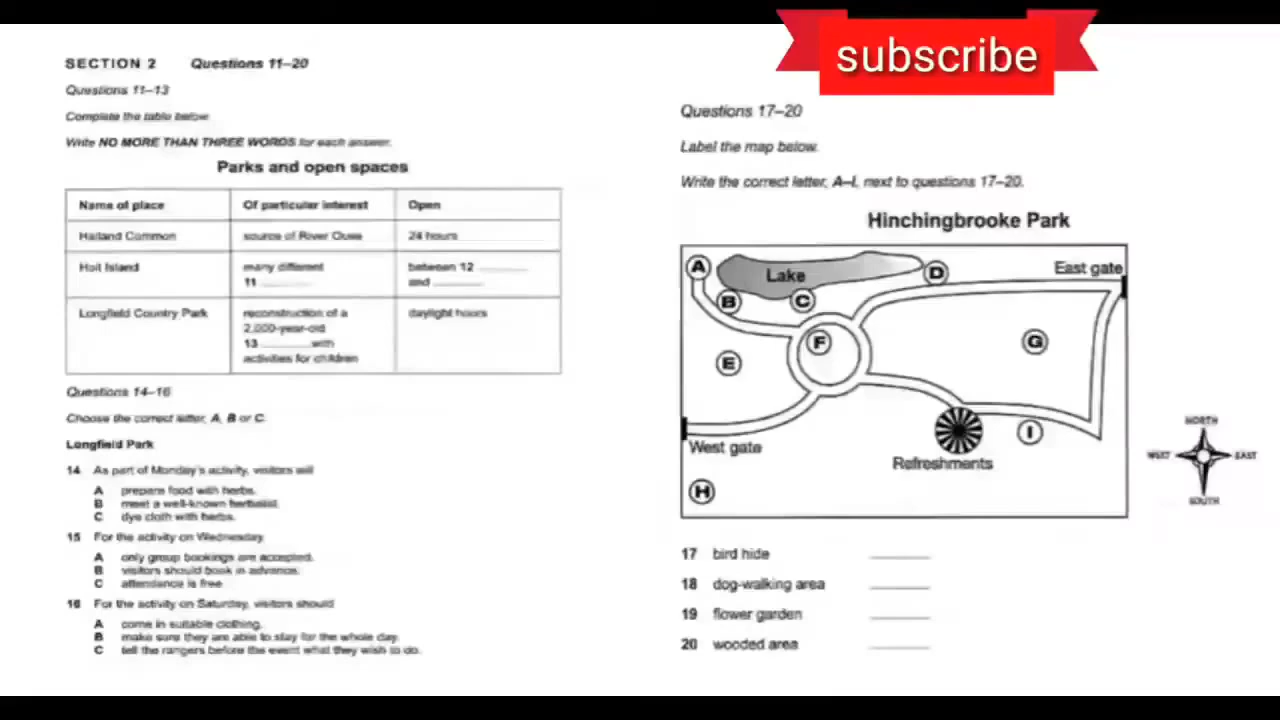 subscribe
SECTION 2 Questions 11–20
Questions 11–13
Complete the table below.
Write NO MORE THAN THREE WORDS for each answer.
Parks and open spaces
Name of place Of particular interest Open
Halland Common source of River Ouse 24 hours
Holt Island many different between 12 ________
11 ________ and ________
Longfield Country Park reconstruction of a daylight hours
2,000-year-old
13 ________ with
activities for children
Questions 14–16
Choose the correct letter, A, B or C.
Longfield Park
14 As part of Monday's activity, visitors will
A prepare food with herbs.
B meet a well-known herbalist.
C dye cloth with herbs.
15 For the activity on Wednesday,
A only group bookings are accepted.
B visitors should book in advance.
C attendance is free.
16 For the activity on Saturday, visitors should
A come in suitable clothing.
B make sure they are able to stay for the whole day.
C tell the rangers before the event what they wish to do.
Questions 17–20
Label the map below.
Write the correct letter, A–I, next to questions 17–20.
Hinchingbrooke Park
A Lake D East gate
B C
F G
E
West gate I
Refreshments
H
NORTH
WEST EAST
SOUTH
17 bird hide ________
18 dog-walking area ________
19 flower garden ________
20 wooded area ________